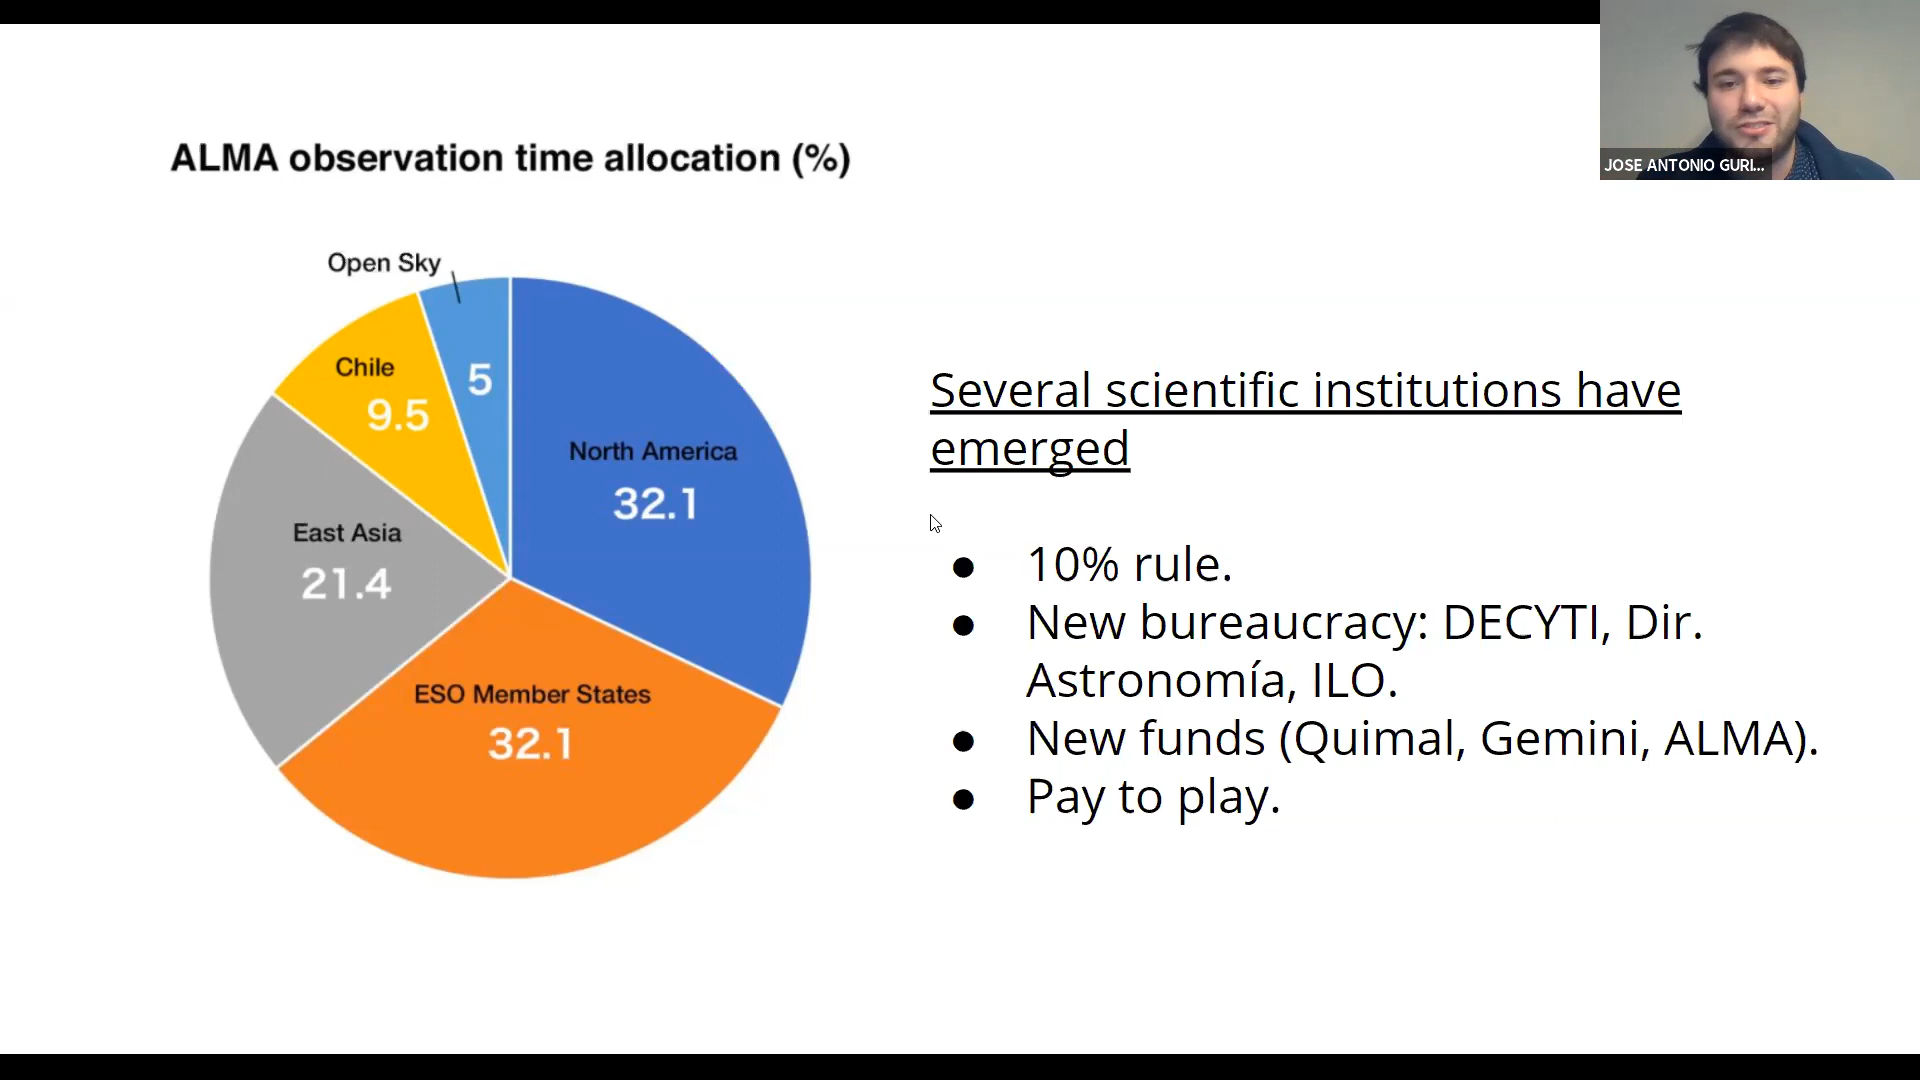 ALMA observation time allocation (%)
Open Sky
5
Chile
9.5
North America
32.1
East Asia
21.4
ESO Member States
32.1
Several scientific institutions have
emerged
● 10% rule.
● New bureaucracy: DECYTI, Dir.
Astronomía, ILO.
● New funds (Quimal, Gemini, ALMA).
● Pay to play.
JOSE ANTONIO GURI...